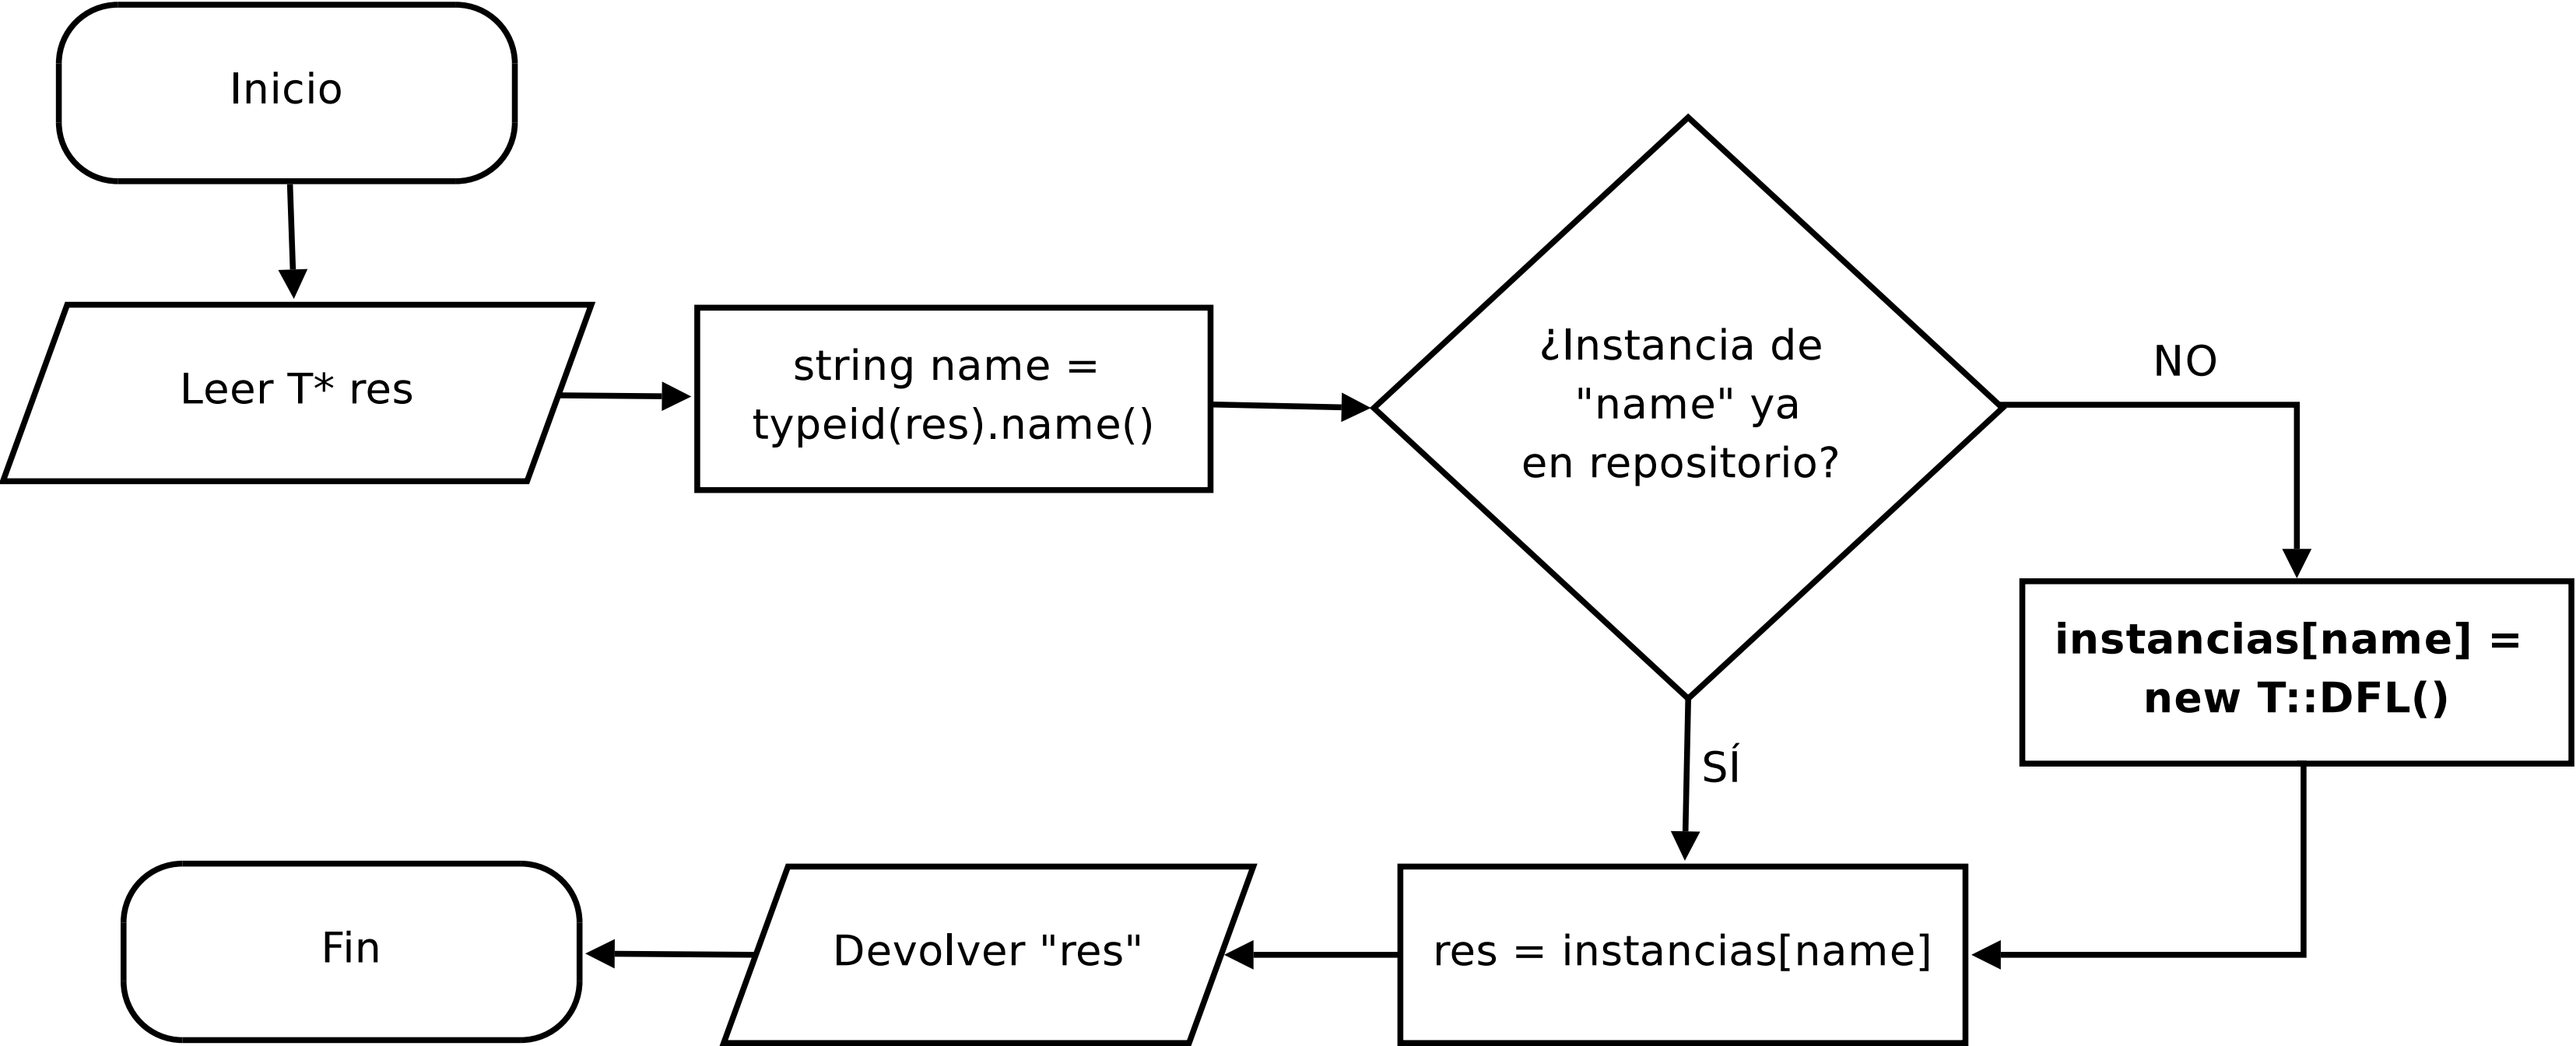 Inicio
Leer T* res
string name =
typeid(res).name()
¿Instancia de
"name" ya
en repositorio?
NO
instancias[name] =
new T::DFL()
SÍ
res = instancias[name]
Devolver "res"
Fin